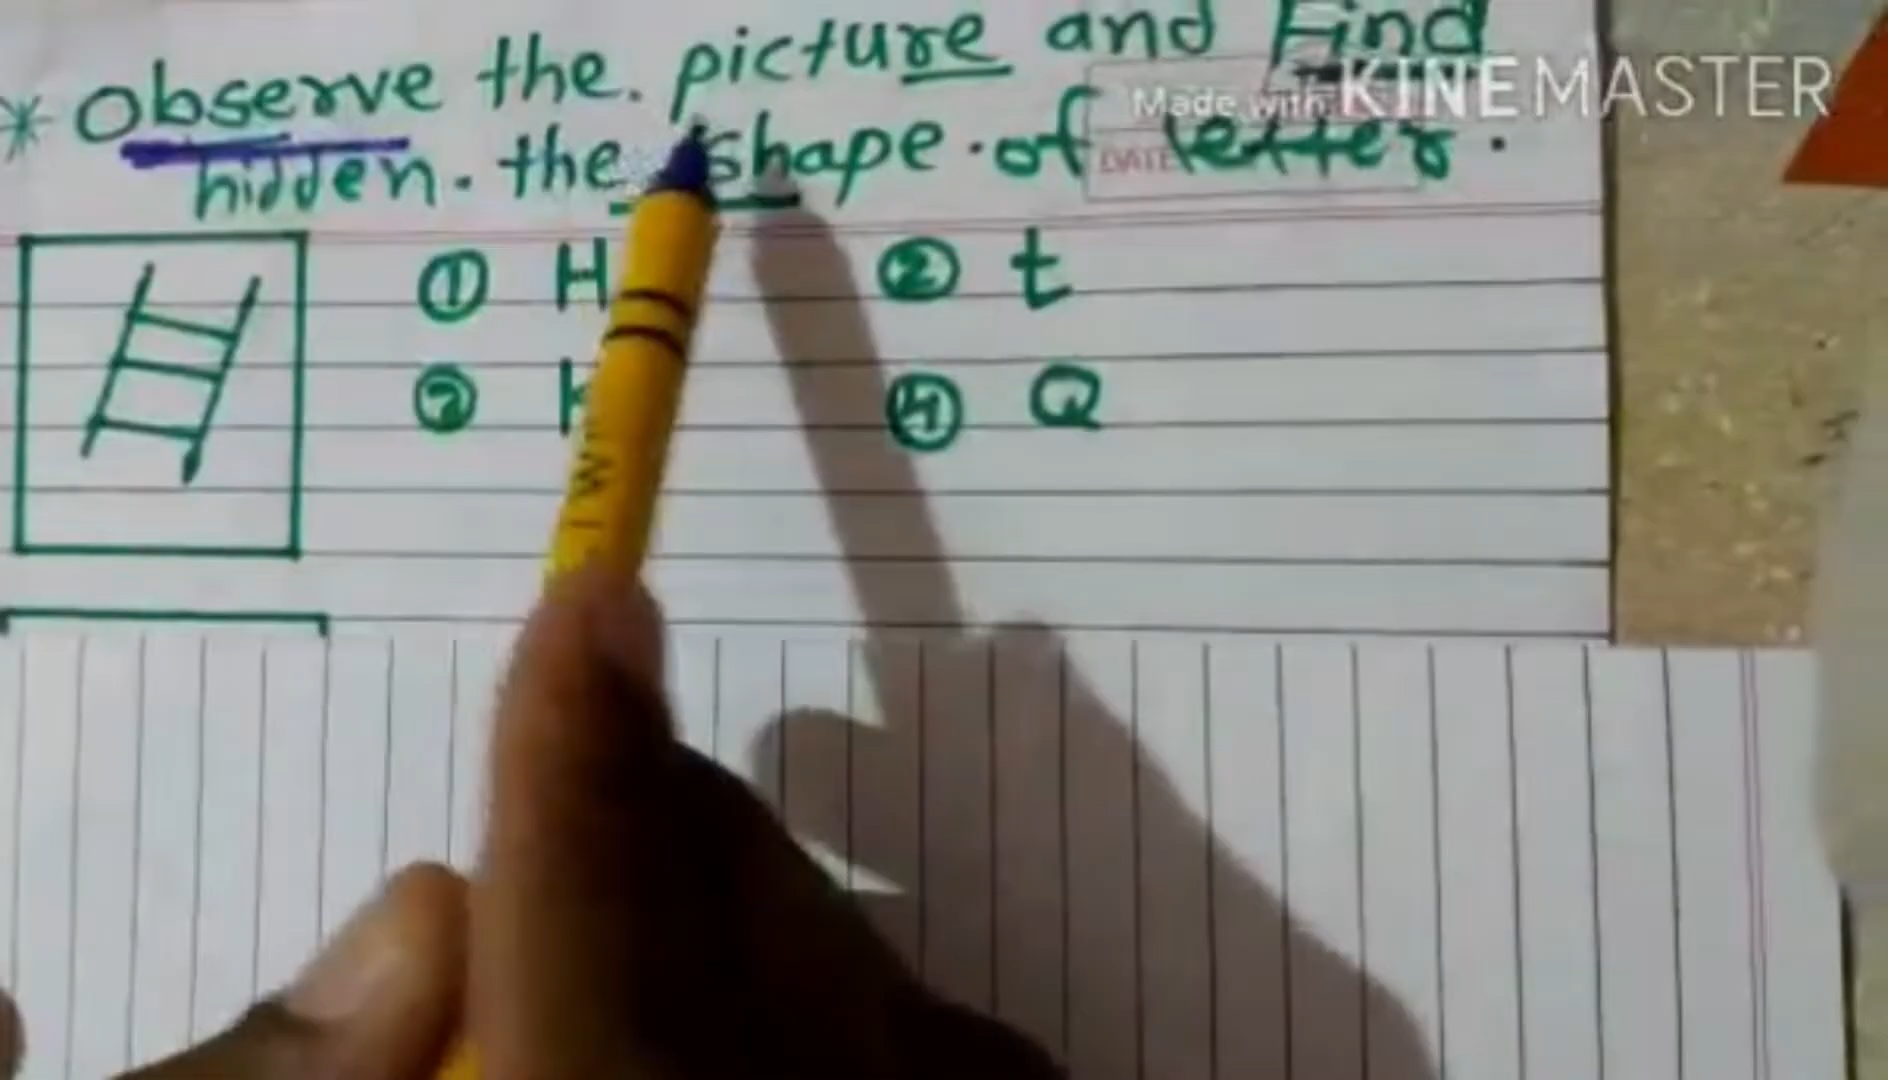 * Observe the. picture and Find
hidden. the shape of letter.
Made with KINEMASTER
DATE
① H ② t
③ ④ Q
W